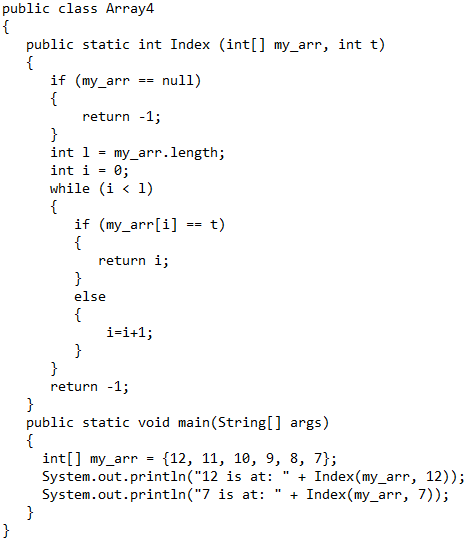 public class Array4
{
public static int Index (int[] my_arr, int t)
{
if (my_arr == null)
{
return -1;
}
int l = my_arr.length;
int i = 0;
while (i < l)
{
if (my_arr[i] == t)
{
return i;
}
else
{
i=i+1;
}
}
return -1;
}
public static void main(String[] args)
{
int[] my_arr = {12, 11, 10, 9, 8, 7};
System.out.println("12 is at: " + Index(my_arr, 12));
System.out.println("7 is at: " + Index(my_arr, 7));
}
}